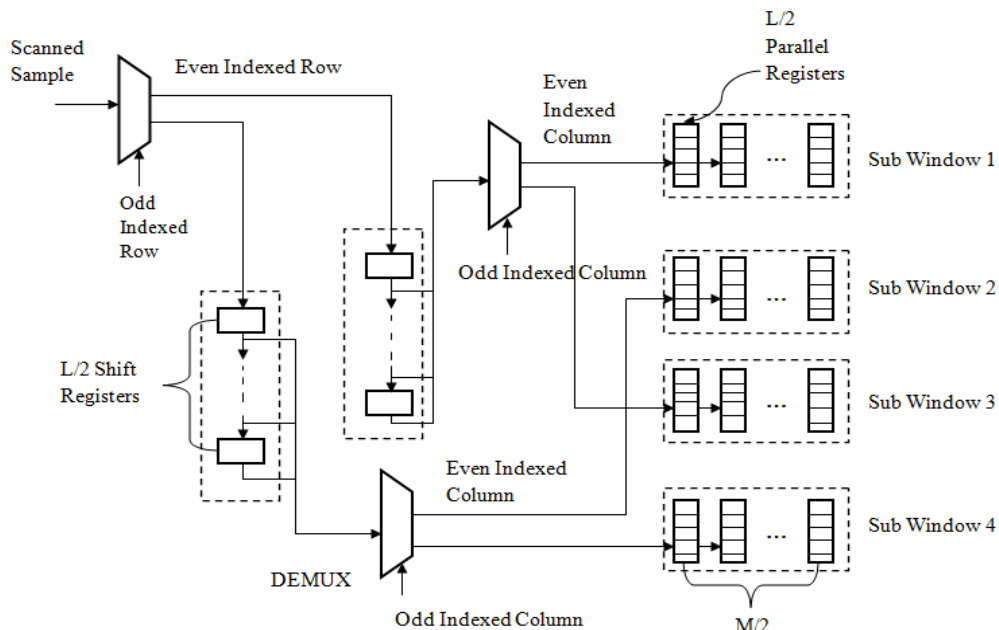 Scanned
Sample
Even Indexed Row
Odd
Indexed
Row
L/2 Shift
Registers
Even
Indexed
Column
Odd Indexed Column
L/2
Parallel
Registers
...
Sub Window 1
...
Sub Window 2
...
Sub Window 3
Even Indexed
Column
...
Sub Window 4
DEMUX
Odd Indexed Column
M/2